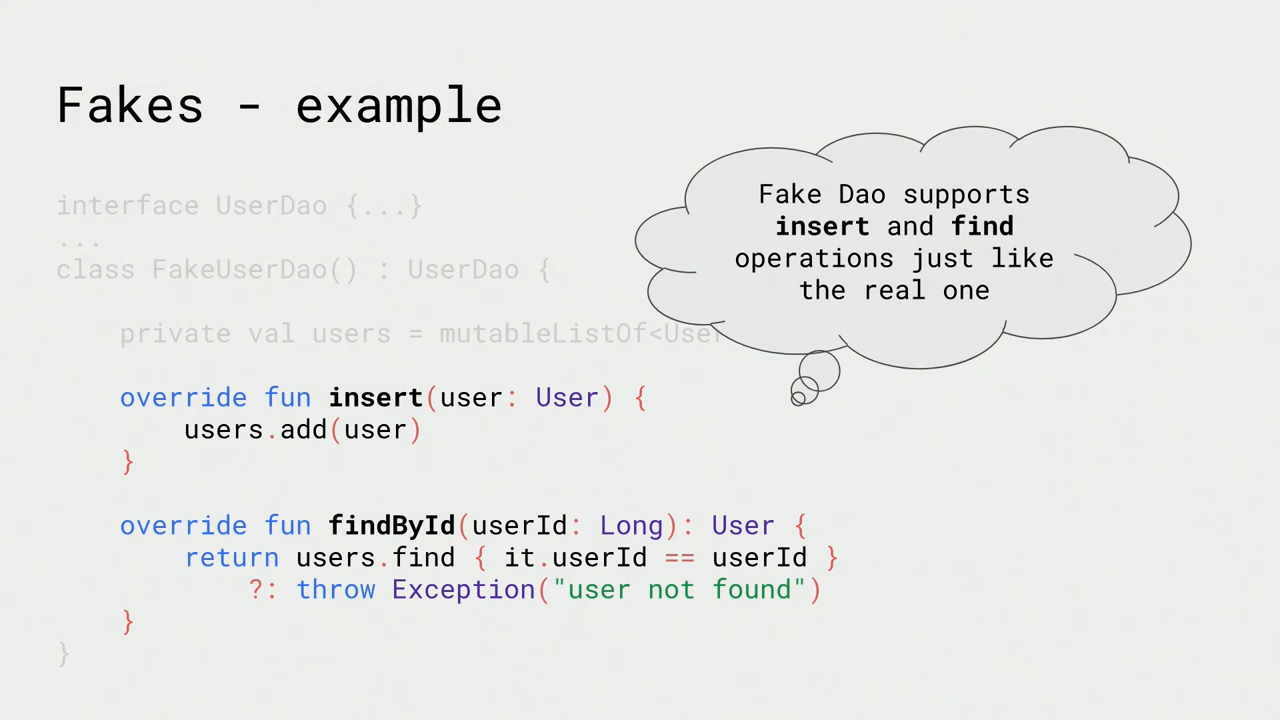 Fakes - example
interface UserDao {...}
...
class FakeUserDao() : UserDao {
private val users = mutableListOf<User
override fun insert(user: User) {
users.add(user)
}
override fun findById(userId: Long): User {
return users.find { it.userId == userId }
?: throw Exception("user not found")
}
}
Fake Dao supports
insert and find
operations just like
the real one